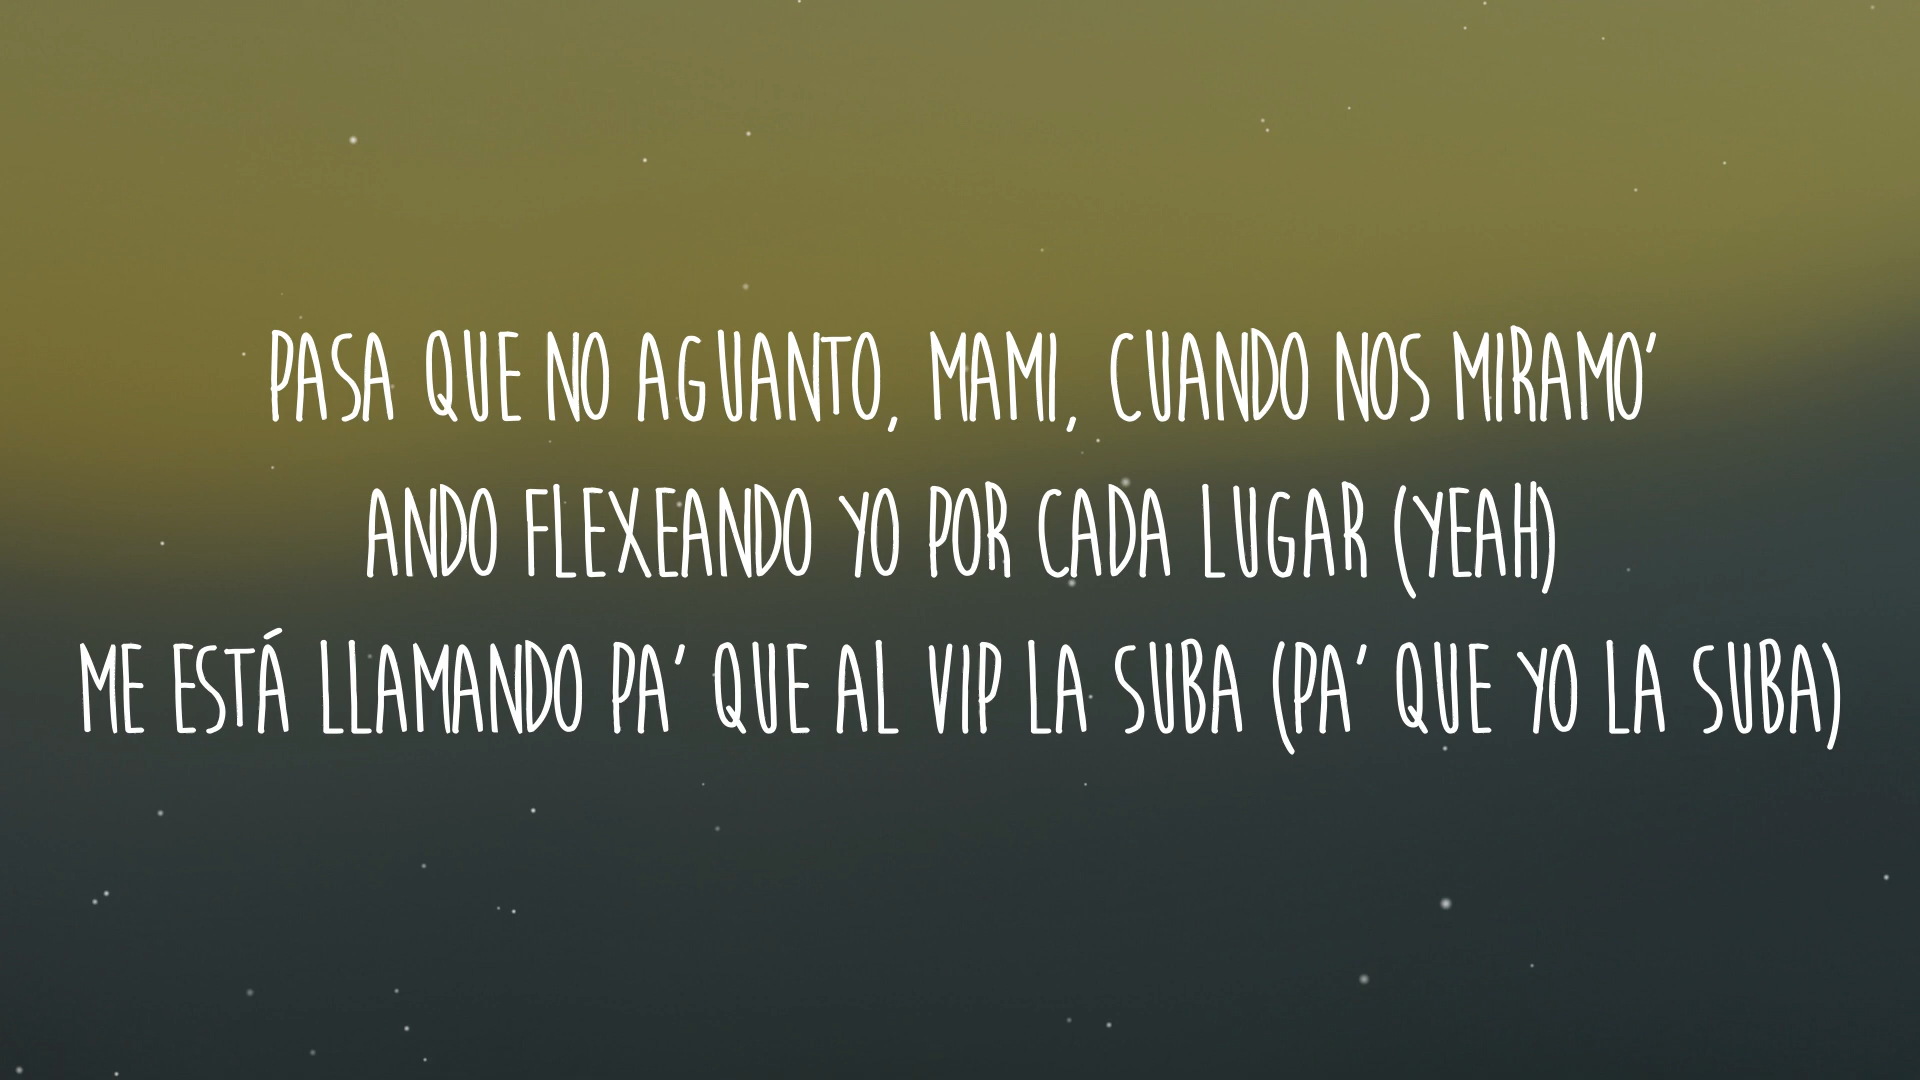 PASA QUE NO AGUANTO, MAMI, CUANDO NOS MIRAMO'
ANDO FLEXEANDO YO POR CADA LUGAR (YEAH)
ME ESTÁ LLAMANDO PA' QUE AL VIP LA SUBA (PA' QUE YO LA SUBA)